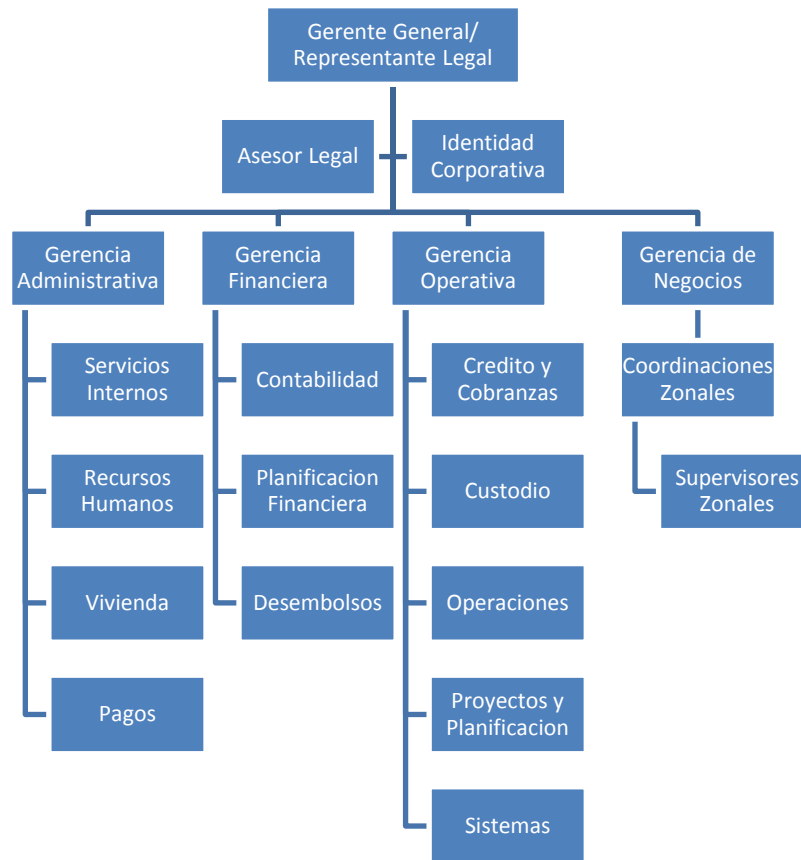 Gerente General/
Representante Legal
Asesor Legal
Identidad
Corporativa
Gerencia
Administrativa
Gerencia
Financiera
Gerencia
Operativa
Gerencia de
Negocios
Servicios
Internos
Contabilidad
Credito y
Cobranzas
Coordinaciones
Zonales
Recursos
Humanos
Planificacion
Financiera
Custodio
Supervisores
Zonales
Vivienda
Desembolsos
Operaciones
Pagos
Proyectos y
Planificacion
Sistemas